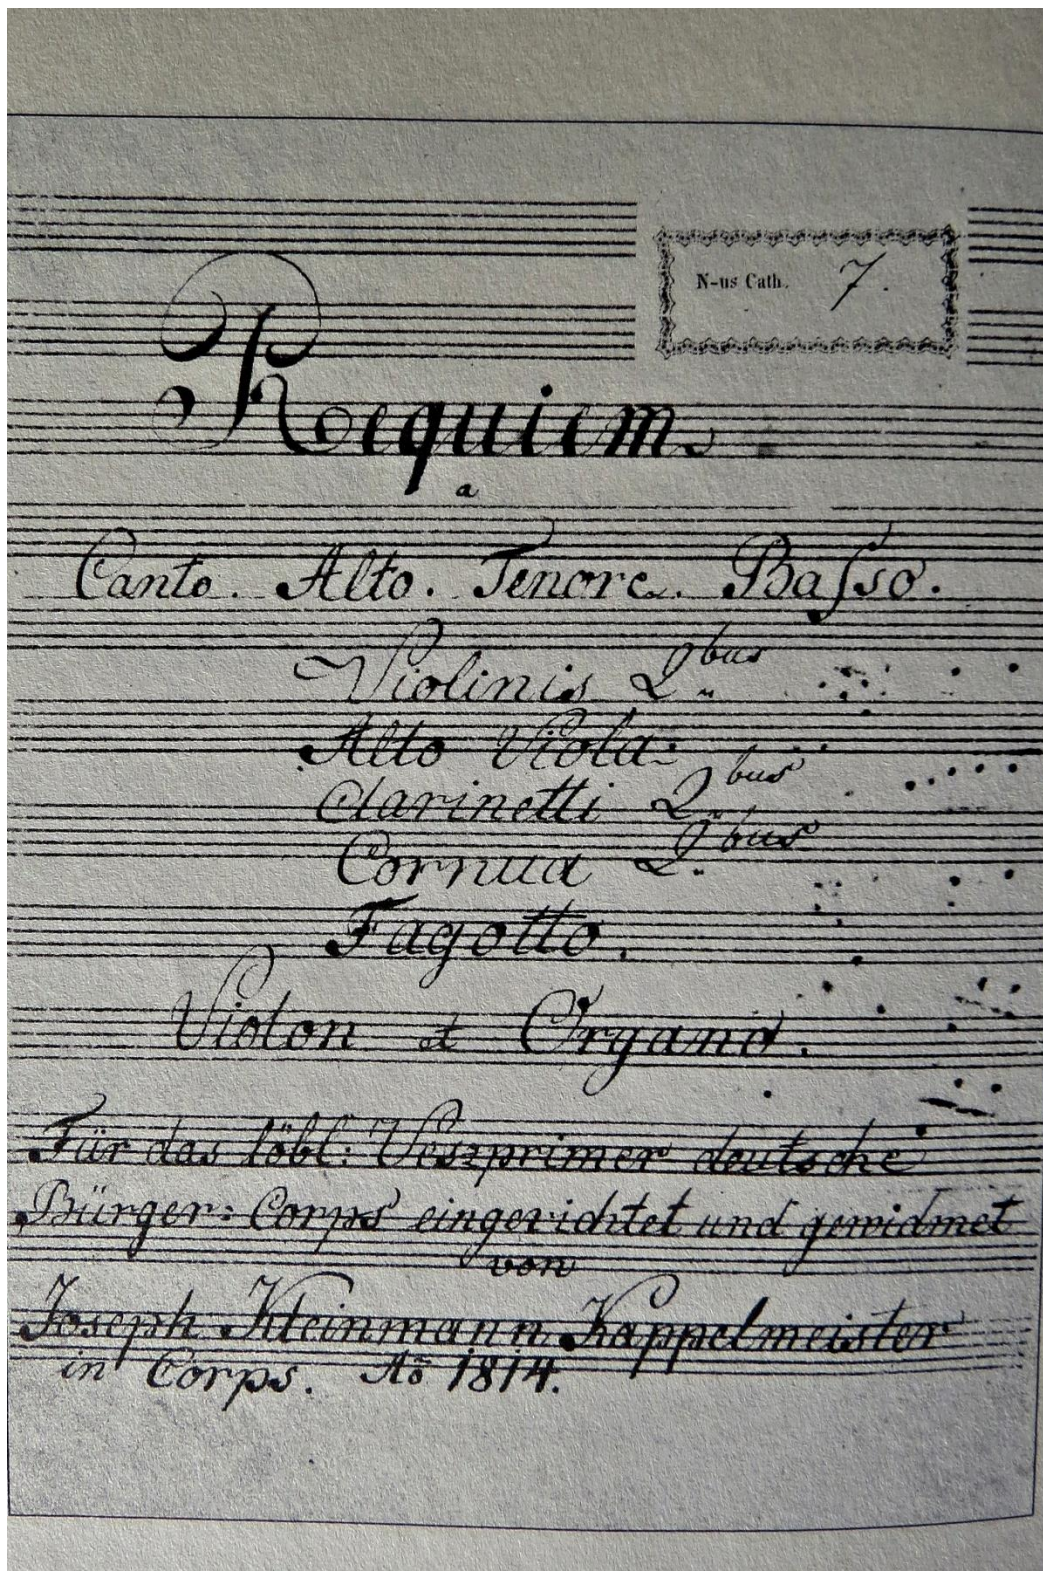 N-us Cath. 7.
Requiem.
a
Canto. Alto. Tenore. Baſso.
Violinis 2bus
Alto Viola.
Clarinetti 2bus
Cornua 2bus
Fagotto.
Violon et Organo.
Für das löbl: Veszprimer deutsche
Bürger: Corps eingerichtet und gewidmet
von
Joseph Kleinmann Kappelmeister
in Corps. Ao 1814.